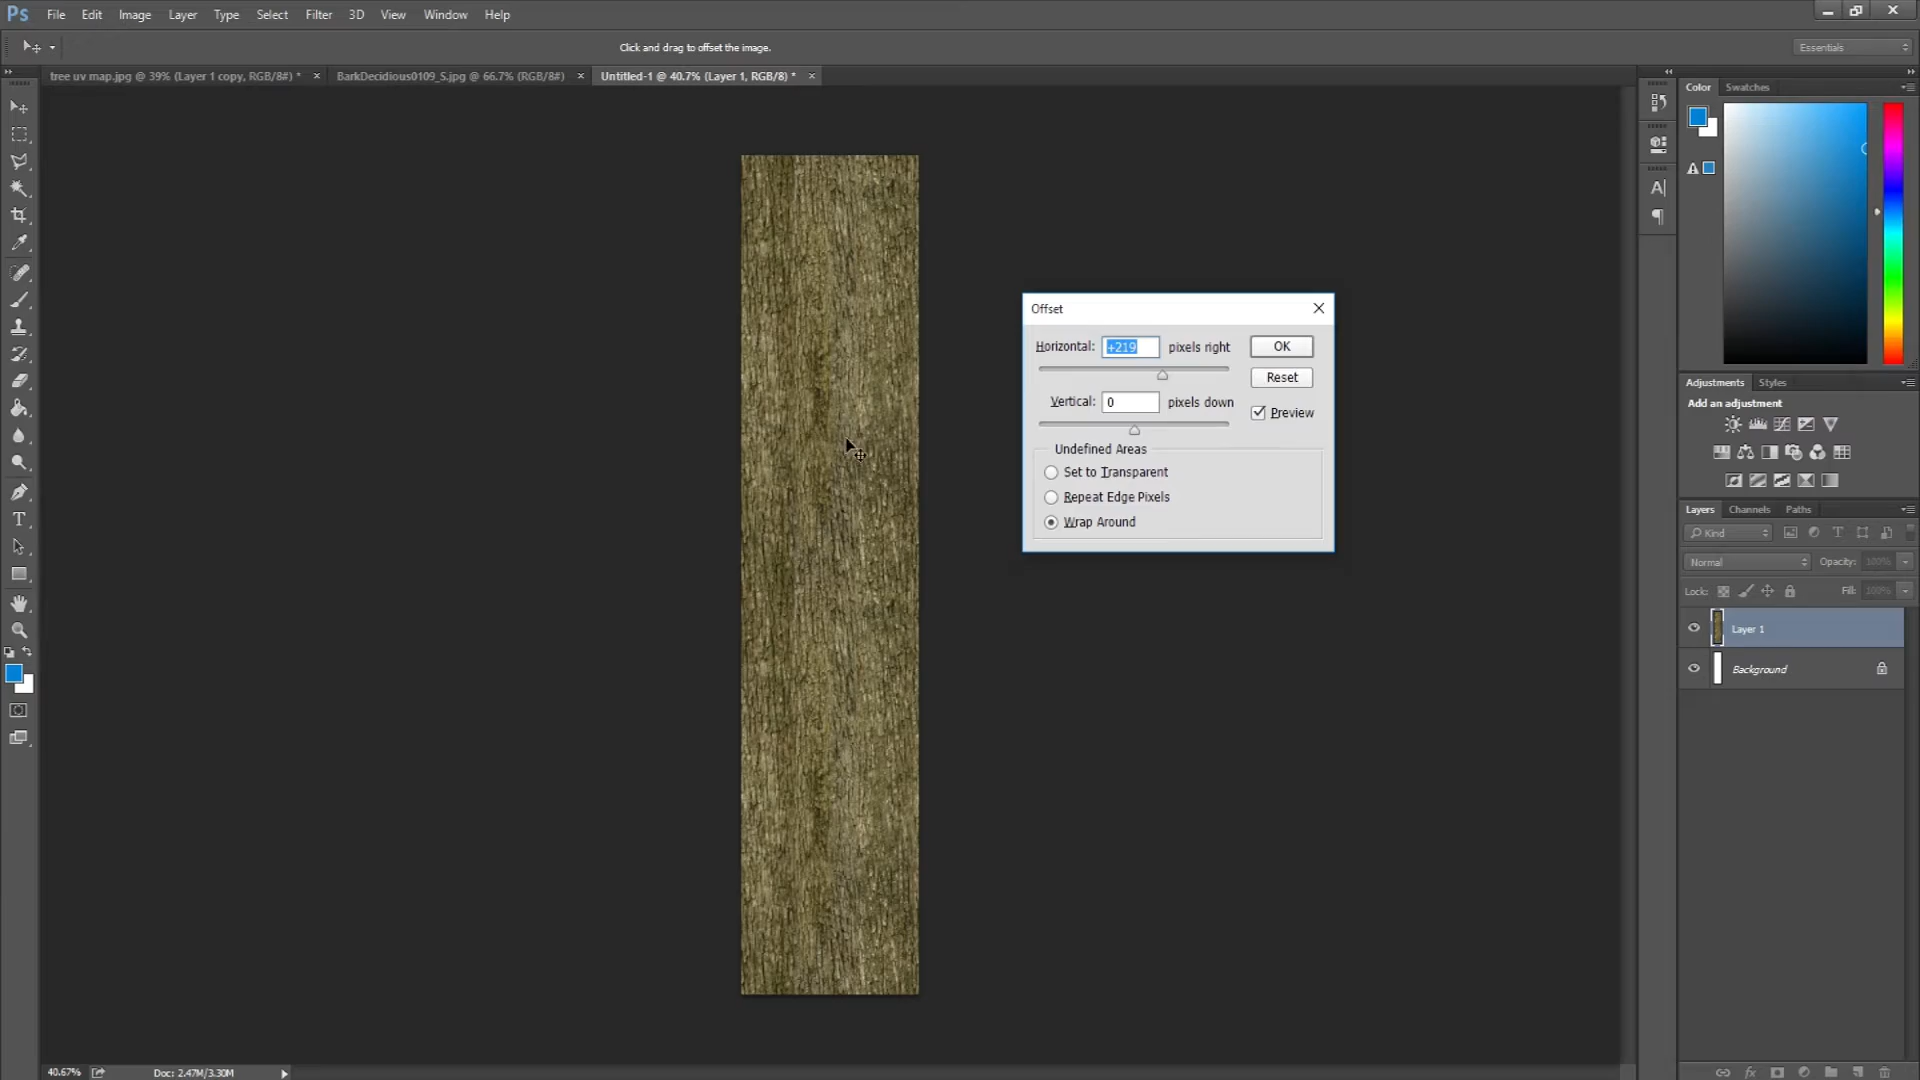 Ps File Edit Image Layer Type Select Filter 3D View Window Help
Click and drag to offset the image.
Essentials
tree uv map.jpg @ 39% (Layer 1 copy, RGB/8#) * ×
BarkDecidious0109_S.jpg @ 66.7% (RGB/8#) ×
Untitled-1 @ 40.7% (Layer 1, RGB/8) * ×
Color Swatches
Offset
Horizontal: +219 pixels right
OK
Reset
Vertical: 0 pixels down
Preview
Undefined Areas
Set to Transparent
Repeat Edge Pixels
Wrap Around
Adjustments Styles
Add an adjustment
Layers Channels Paths
Kind
Normal Opacity: 100%
Lock: Fill: 100%
Layer 1
Background
40.67% Doc: 2.47M/3.30M